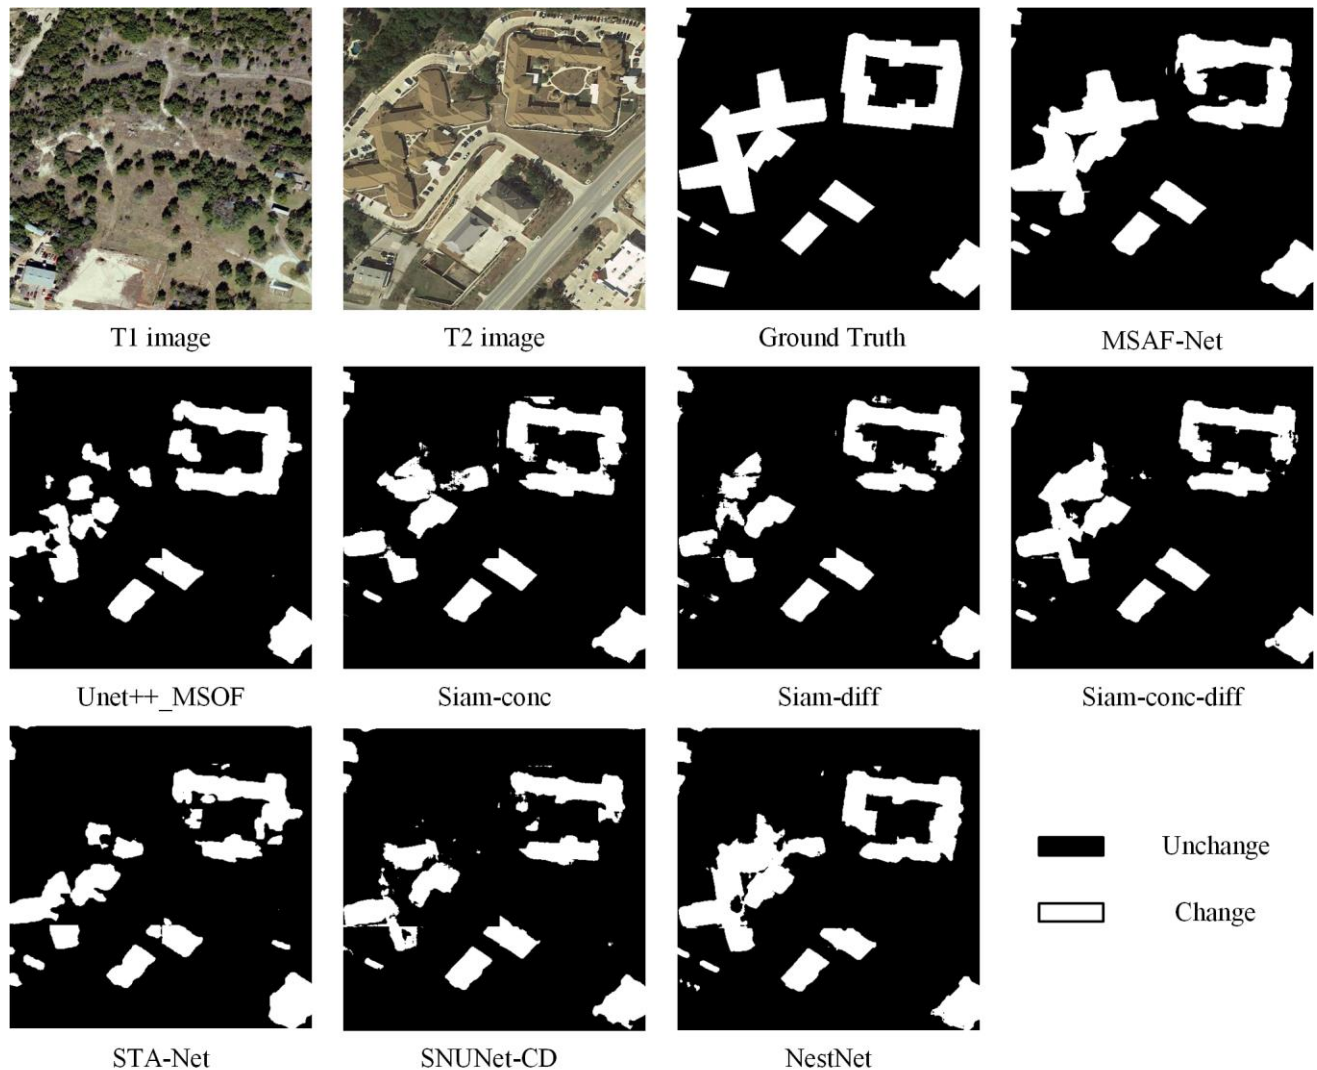 T1 image
T2 image
Ground Truth
MSAF-Net
Unet++_MSOF
Siam-conc
Siam-diff
Siam-conc-diff
Unchange
Change
STA-Net
SNUNet-CD
NestNet